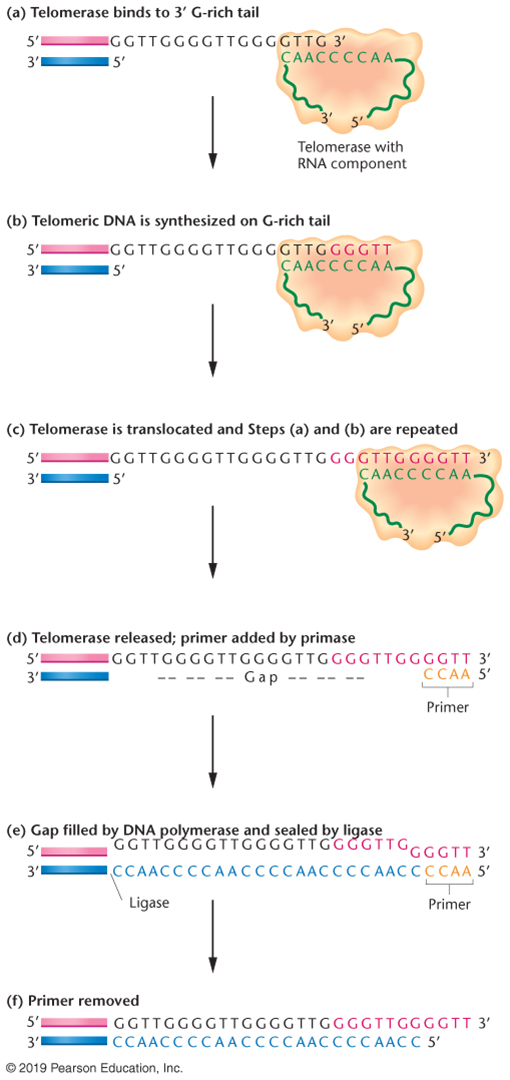 (a) Telomerase binds to 3′ G-rich tail
5′ GGTTGGGGTTGGGGTTG 3′
3′ 5′ CAACCCCAA
3′ 5′
Telomerase with
RNA component
(b) Telomeric DNA is synthesized on G-rich tail
5′ GGTTGGGGTTGGGGTTGGGGTT
3′ 5′ CAACCCCAA
3′ 5′
(c) Telomerase is translocated and Steps (a) and (b) are repeated
5′ GGTTGGGGTTGGGGTTGGGGTTGGGGTT 3′
3′ 5′ CAACCCCAA
3′ 5′
(d) Telomerase released; primer added by primase
5′ GGTTGGGGTTGGGGTTGGGGTTGGGGTT 3′
3′ Gap CCAA 5′
Primer
(e) Gap filled by DNA polymerase and sealed by ligase
5′ GGTTGGGGTTGGGGTTGGGGTTGGGGTT 3′
3′ CCAACCCCAACCCCAACCCCAACCCCAA 5′
Ligase Primer
(f) Primer removed
5′ GGTTGGGGTTGGGGTTGGGGTTGGGGTT 3′
3′ CCAACCCCAACCCCAACCCCAACC 5′
© 2019 Pearson Education, Inc.